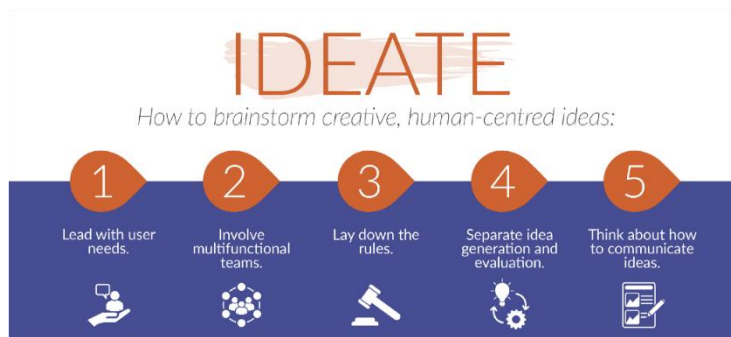 IDEATE
How to brainstorm creative, human-centred ideas:
1
2
3
4
5
Lead with user
needs.
Involve
multifunctional
teams.
Lay down the
rules.
Separate idea
generation and
evaluation.
Think about how
to communicate
ideas.